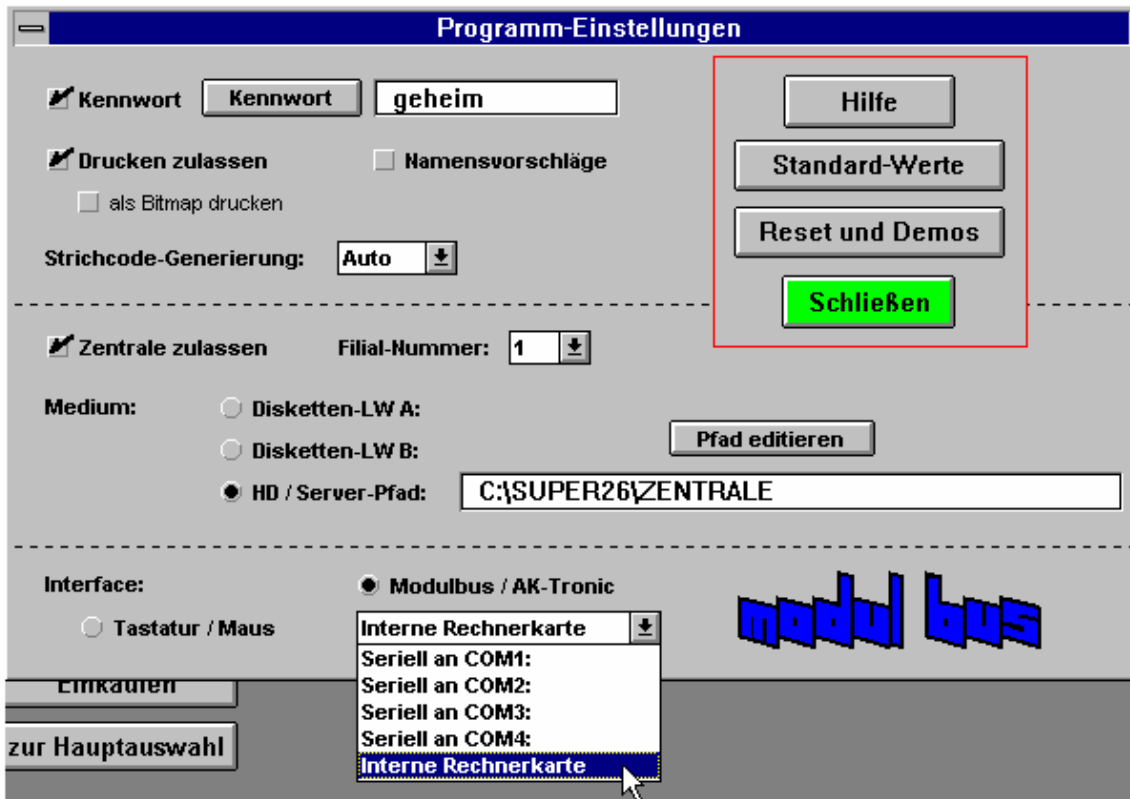 Programm-Einstellungen
Kennwort Kennwort geheim
Hilfe
Drucken zulassen Namensvorschläge
Standard-Werte
als Bitmap drucken
Reset und Demos
Strichcode-Generierung: Auto
Schließen
Zentrale zulassen Filial-Nummer: 1
Medium: Disketten-LW A:
Disketten-LW B:
Pfad editieren
HD / Server-Pfad: C:\SUPER26\ZENTRALE
Interface: Modulbus / AK-Tronic
Tastatur / Maus Interne Rechnerkarte
modul bus
Seriell an COM1:
Seriell an COM2:
Seriell an COM3:
Seriell an COM4:
Interne Rechnerkarte
Einkaufen
zur Hauptauswahl